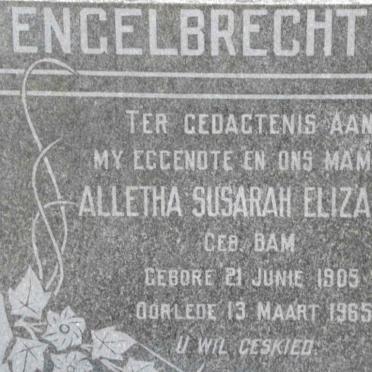 ENGELBRECHT
TER GEDAGTENIS AAN
MY EGGENOTE EN ONS MAM
ALLETHA SUSARAH ELIZA
GEB. BAM
GEBORE 21 JUNIE 1905
OORLEDE 13 MAART 1965
U WIL GESKIED.